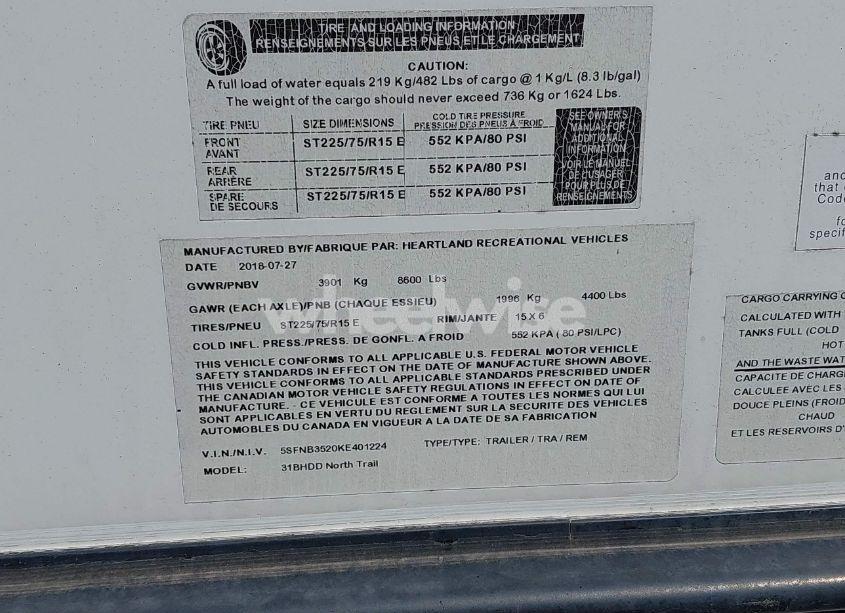 TIRE AND LOADING INFORMATION
RENSEIGNEMENTS SUR LES PNEUS ET LE CHARGEMENT
CAUTION:
A full load of water equals 219 Kg/482 Lbs of cargo @ 1 Kg/L (8.3 lb/gal)
The weight of the cargo should never exceed 736 Kg or 1624 Lbs.
TIRE PNEU SIZE DIMENSIONS COLD TIRE PRESSURE
PRESSION DES PNEUS À FROID
FRONT
AVANT ST225/75/R15 E 552 KPA/80 PSI
REAR
ARRIÈRE ST225/75/R15 E 552 KPA/80 PSI
SPARE
DE SECOURS ST225/75/R15 E 552 KPA/80 PSI
SEE OWNER'S
MANUAL FOR
ADDITIONAL
INFORMATION
VOIR LE MANUEL
DE L'USAGER
POUR PLUS DE
RENSEIGNEMENTS
MANUFACTURED BY/FABRIQUE PAR: HEARTLAND RECREATIONAL VEHICLES
DATE 2018-07-27
GVWR/PNBV 3901 Kg 8600 Lbs
GAWR (EACH AXLE)/PNB (CHAQUE ESSIEU) 1996 Kg 4400 Lbs
TIRES/PNEU ST225/75/R15 E RIM/JANTE 15 X 6
COLD INFL. PRESS./PRESS. DE GONFL. A FROID 552 KPA ( 80 PSI/LPC)
THIS VEHICLE CONFORMS TO ALL APPLICABLE U.S. FEDERAL MOTOR VEHICLE
SAFETY STANDARDS IN EFFECT ON THE DATE OF MANUFACTURE SHOWN ABOVE.
THIS VEHICLE CONFORMS TO ALL APPLICABLE STANDARDS PRESCRIBED UNDER
THE CANADIAN MOTOR VEHICLE SAFETY REGULATIONS IN EFFECT ON DATE OF
MANUFACTURE. - CE VEHICULE EST CONFORME A TOUTES LES NORMES QUI LUI
SONT APPLICABLES EN VERTU DU REGLEMENT SUR LA SECURITE DES VEHICLES
AUTOMOBILES DU CANADA EN VIGUEUR A LA DATE DE SA FABRICATION
V.I.N./N.I.V. 5SFNB3520KE401224 TYPE/TYPE: TRAILER / TRA / REM
MODEL: 31BHDD North Trail
wheelwise
and
that
Code
fo
specif
CARGO CARRYING C
CALCULATED WITH
TANKS FULL (COLD
HOT
AND THE WASTE WAT
CAPACITE DE CHARG
CALCULEE AVEC LES
DOUCE PLEINS (FROID
CHAUD
ET LES RESERVOIRS D'